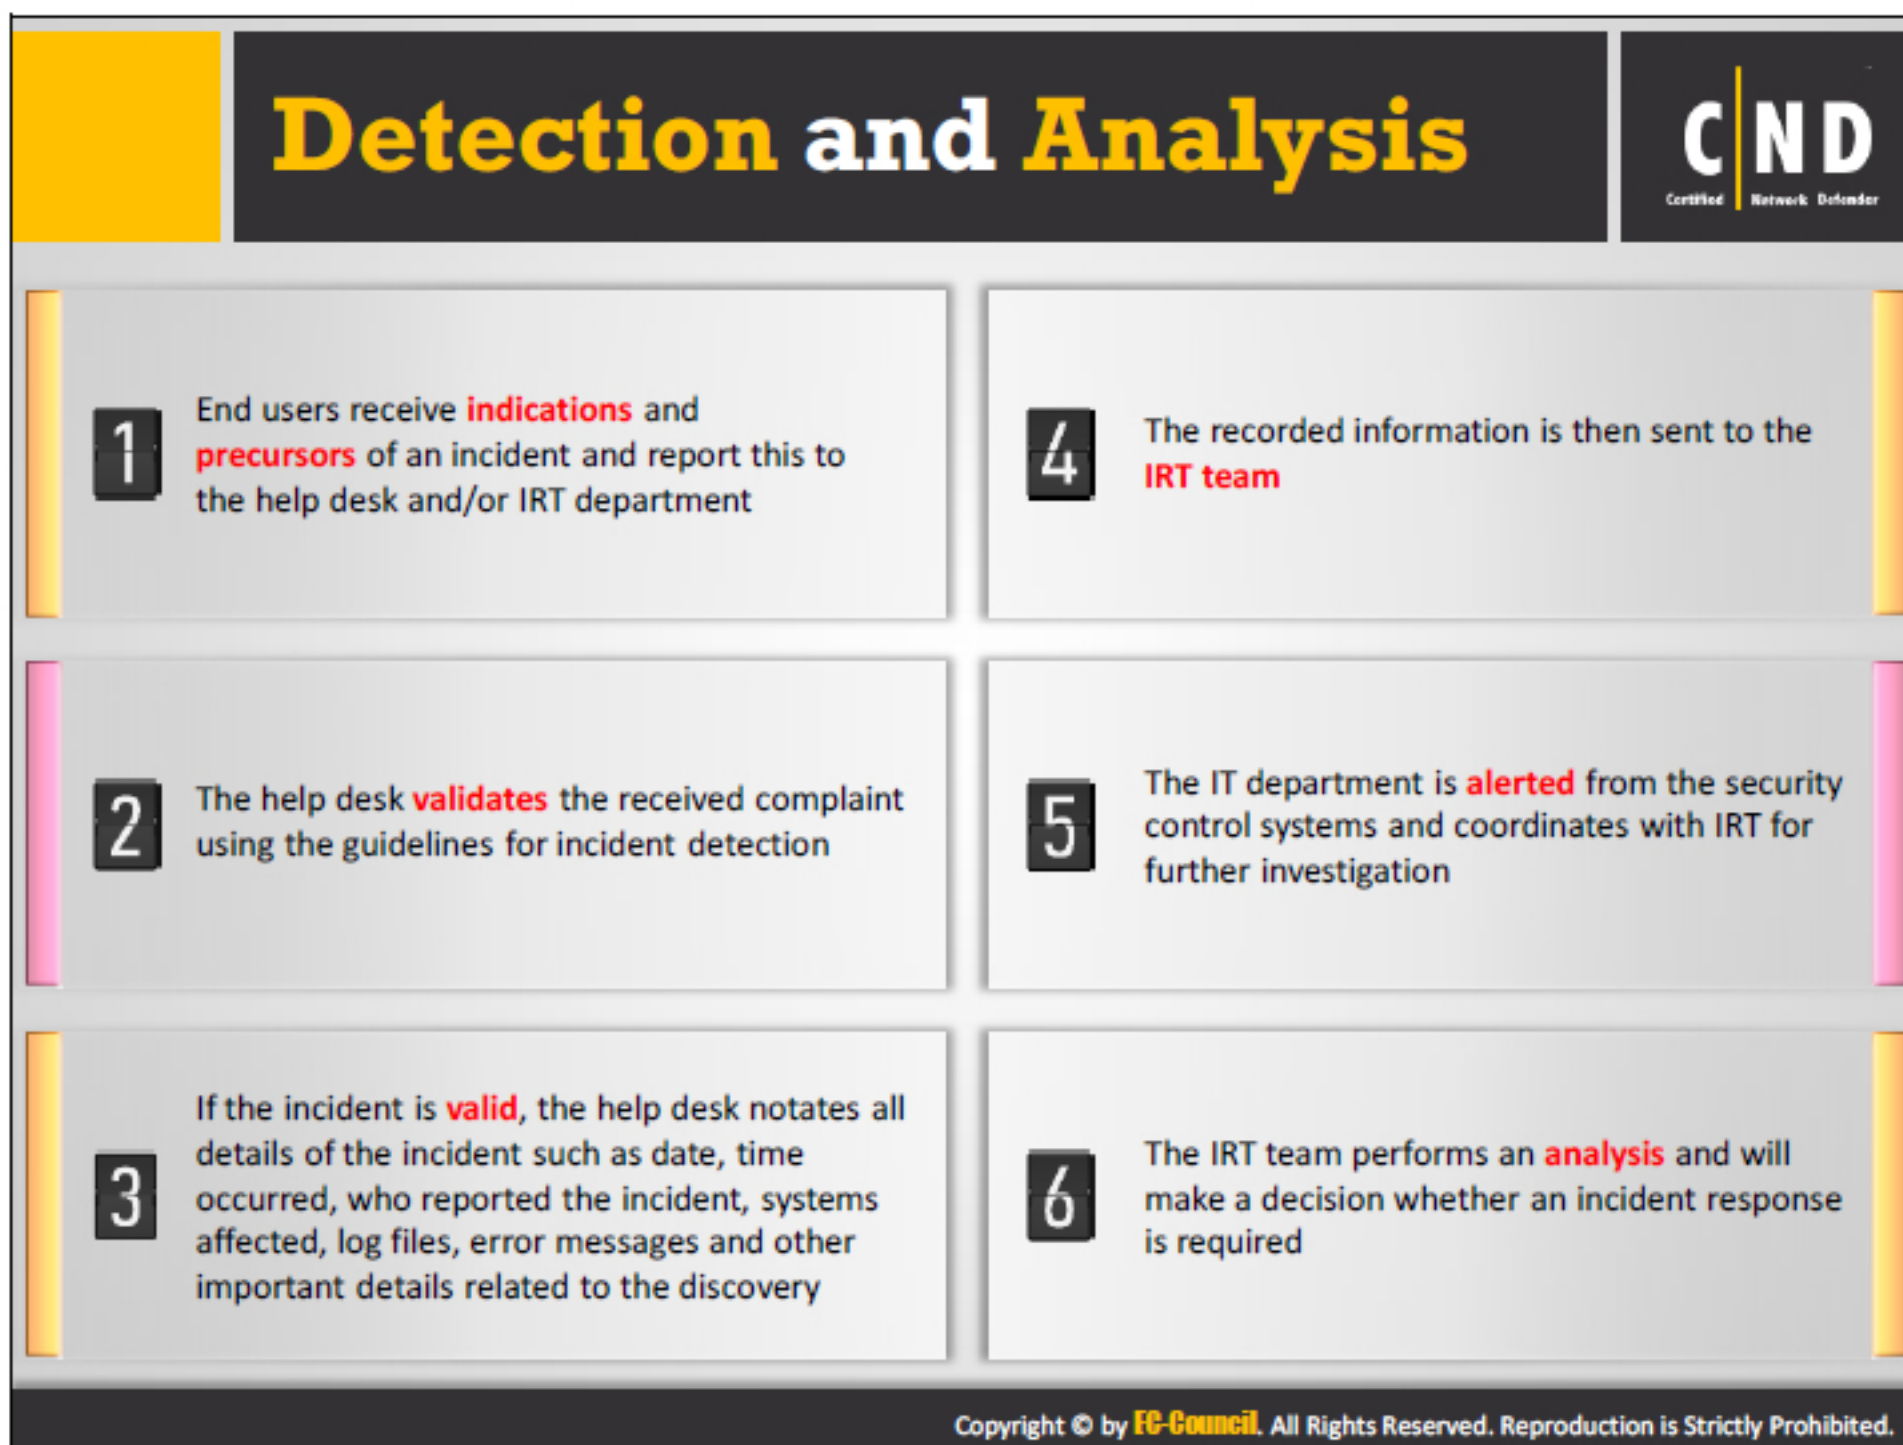 Detection and Analysis
C N D
Certified Network Defender
1
End users receive indications and
precursors of an incident and report this to
the help desk and/or IRT department
2
The help desk validates the received complaint
using the guidelines for incident detection
3
If the incident is valid, the help desk notates all
details of the incident such as date, time
occurred, who reported the incident, systems
affected, log files, error messages and other
important details related to the discovery
4
The recorded information is then sent to the
IRT team
5
The IT department is alerted from the security
control systems and coordinates with IRT for
further investigation
6
The IRT team performs an analysis and will
make a decision whether an incident response
is required
Copyright © by EC-Council. All Rights Reserved. Reproduction is Strictly Prohibited.